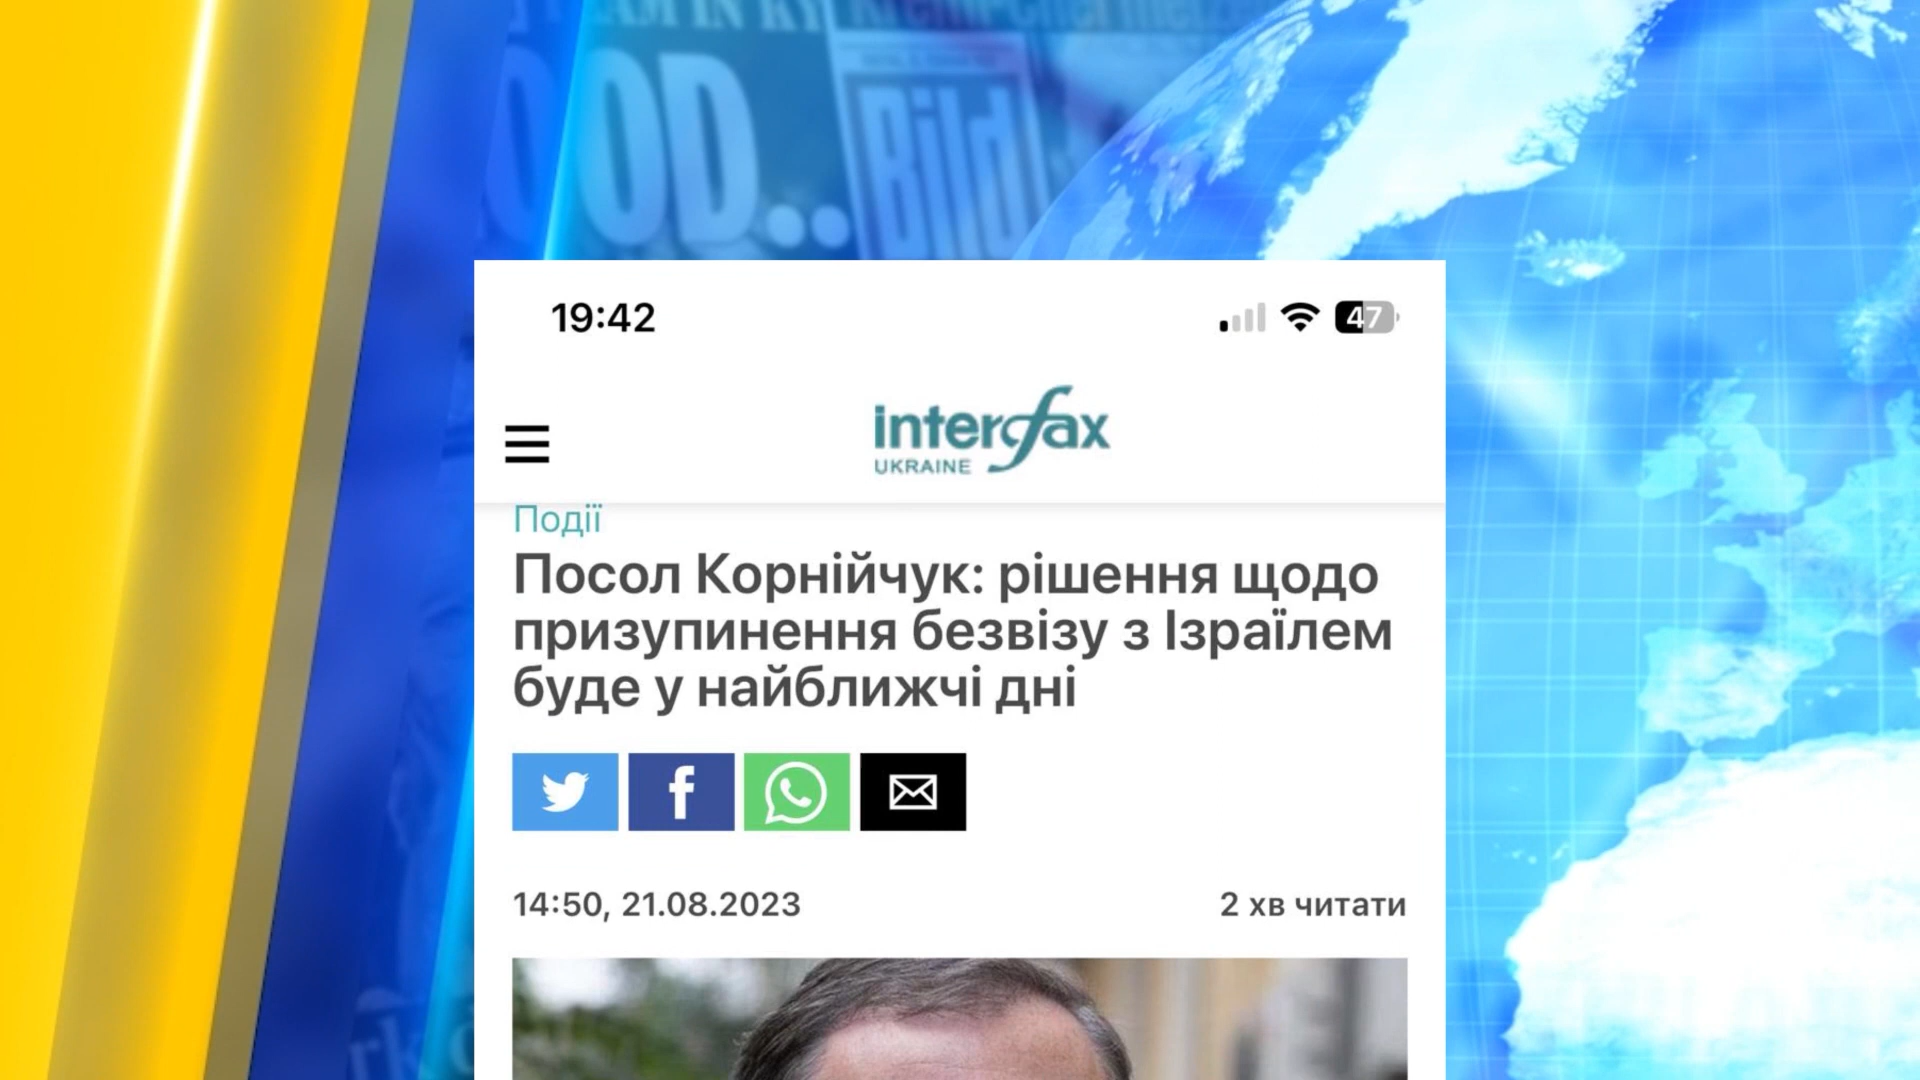 OOD..
Bild
19:42
47
interfax
UKRAINE
Події
Посол Корнійчук: рішення щодо
призупинення безвізу з Ізраїлем
буде у найближчі дні
14:50, 21.08.2023
2 хв читати